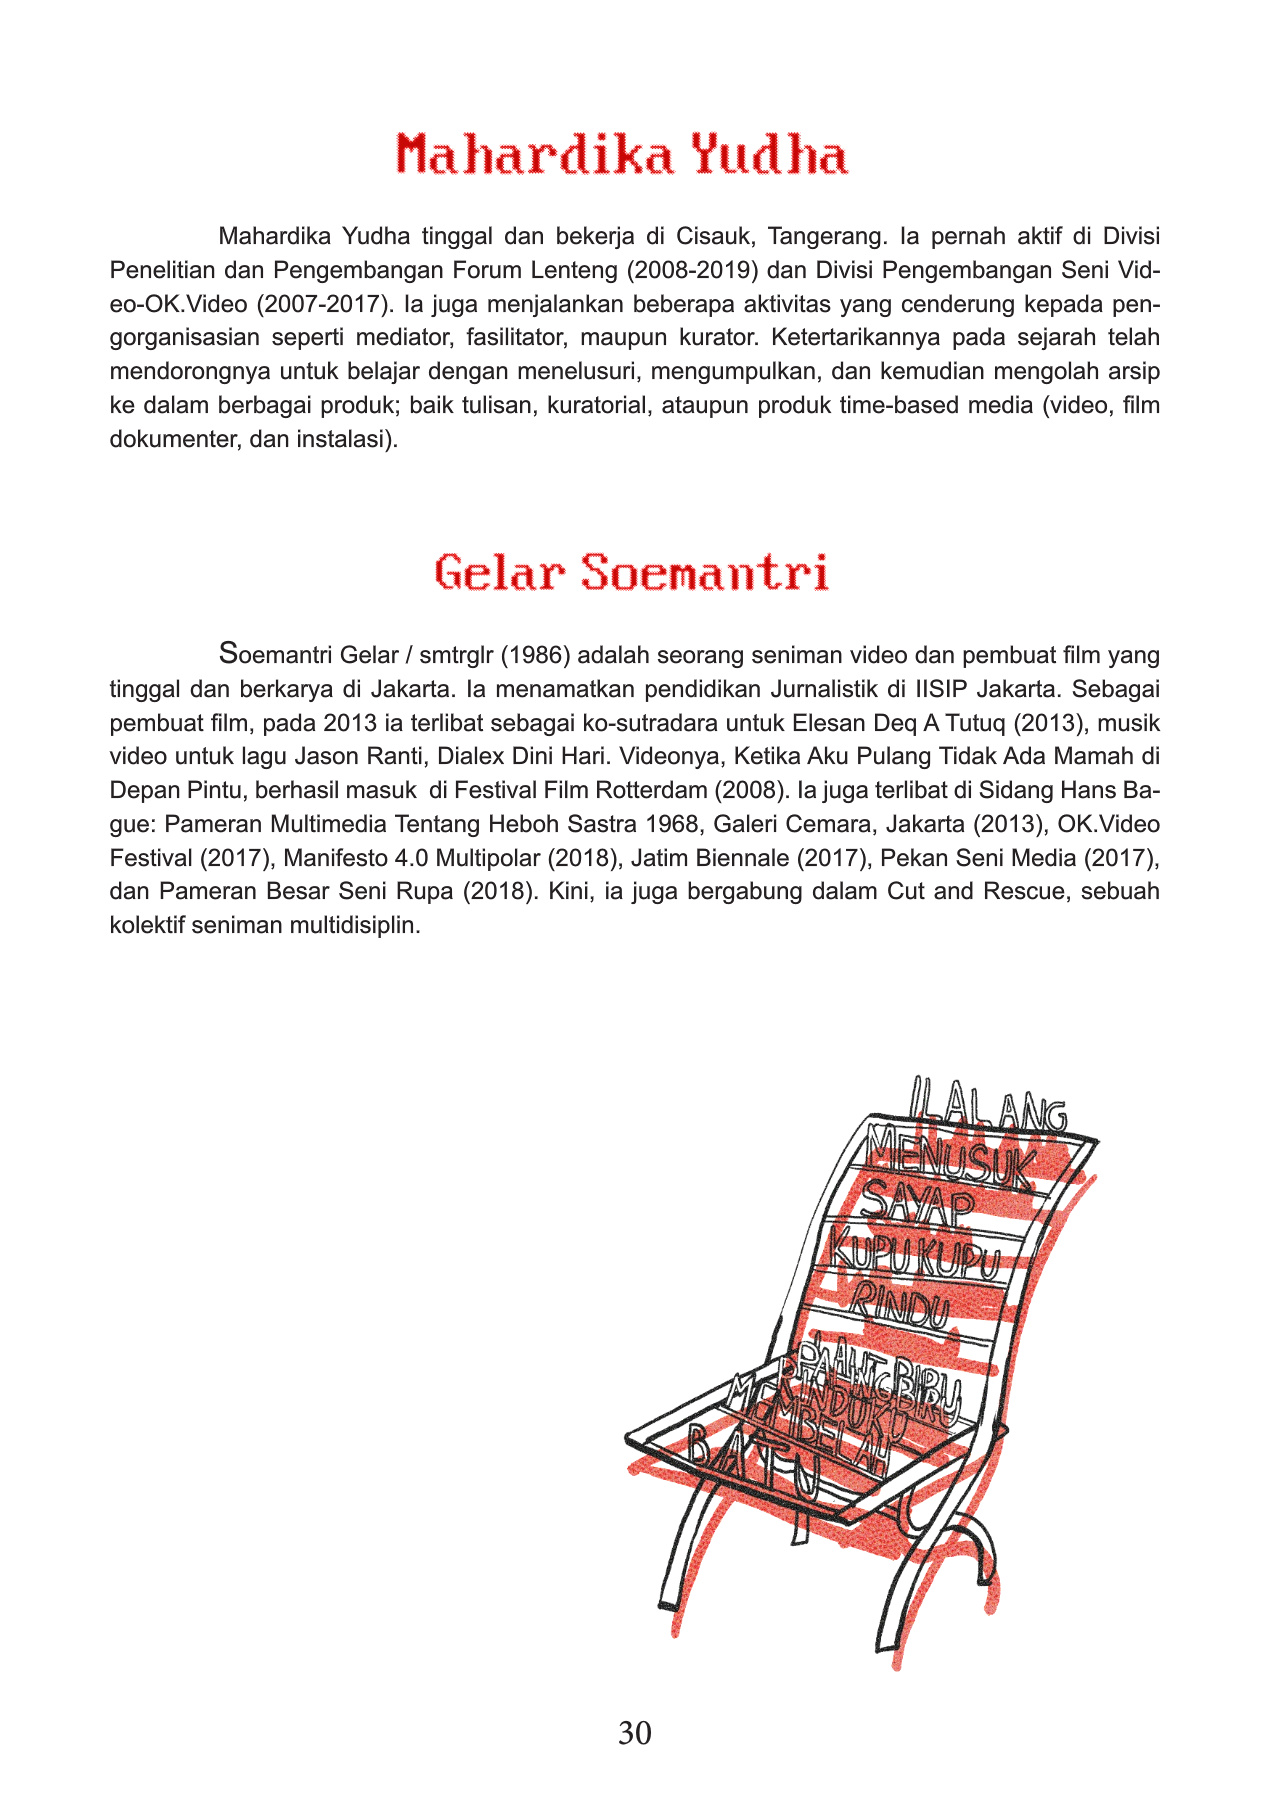 Mahardika Yudha
Mahardika Yudha tinggal dan bekerja di Cisauk, Tangerang. Ia pernah aktif di Divisi
Penelitian dan Pengembangan Forum Lenteng (2008-2019) dan Divisi Pengembangan Seni Vid-
eo-OK.Video (2007-2017). Ia juga menjalankan beberapa aktivitas yang cenderung kepada pen-
gorganisasian seperti mediator, fasilitator, maupun kurator. Ketertarikannya pada sejarah telah
mendorongnya untuk belajar dengan menelusuri, mengumpulkan, dan kemudian mengolah arsip
ke dalam berbagai produk; baik tulisan, kuratorial, ataupun produk time-based media (video, film
dokumenter, dan instalasi).
Gelar Soemantri
Soemantri Gelar / smtrglr (1986) adalah seorang seniman video dan pembuat film yang
tinggal dan berkarya di Jakarta. Ia menamatkan pendidikan Jurnalistik di IISIP Jakarta. Sebagai
pembuat film, pada 2013 ia terlibat sebagai ko-sutradara untuk Elesan Deq A Tutuq (2013), musik
video untuk lagu Jason Ranti, Dialex Dini Hari. Videonya, Ketika Aku Pulang Tidak Ada Mamah di
Depan Pintu, berhasil masuk  di Festival Film Rotterdam (2008). Ia juga terlibat di Sidang Hans Ba-
gue: Pameran Multimedia Tentang Heboh Sastra 1968, Galeri Cemara, Jakarta (2013), OK.Video
Festival (2017), Manifesto 4.0 Multipolar (2018), Jatim Biennale (2017), Pekan Seni Media (2017),
dan Pameran Besar Seni Rupa (2018). Kini, ia juga bergabung dalam Cut and Rescue, sebuah
kolektif seniman multidisiplin.
ILALANG
MENUSUK
SAYAP
KUPU KUPU
RINDU
BIRU
RINDUKU
MEMBELAH
BATU
30